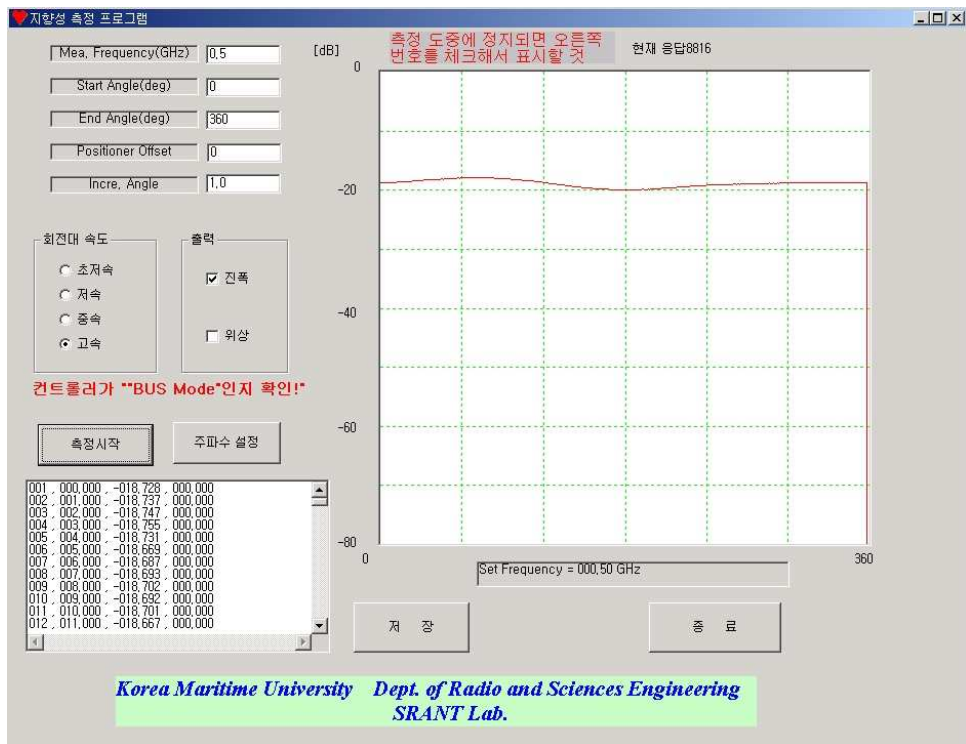 지향성 측정 프로그램
Mea, Frequency(GHz) 0,5
Start Angle(deg) 0
End Angle(deg) 360
Positioner Offset 0
Incre, Angle 1,0
회전대 속도
초저속
저속
중속
고속
출력
진폭
위상
컨트롤러가 ""BUS Mode"인지 확인!"
측정시작
주파수 설정
001 , 000,000 , -018,728 , 000,000
002 , 001,000 , -018,737 , 000,000
003 , 002,000 , -018,747 , 000,000
004 , 003,000 , -018,755 , 000,000
005 , 004,000 , -018,731 , 000,000
006 , 005,000 , -018,669 , 000,000
007 , 006,000 , -018,687 , 000,000
008 , 007,000 , -018,693 , 000,000
009 , 008,000 , -018,702 , 000,000
010 , 009,000 , -018,692 , 000,000
011 , 010,000 , -018,701 , 000,000
012 , 011,000 , -018,667 , 000,000
[dB]
측정 도중에 정지되면 오른쪽
번호를 체크해서 표시할 것
현재 응답8816
0
-20
-40
-60
-80
0
360
Set Frequency = 000,50 GHz
저 장
종 료
Korea Maritime University Dept. of Radio and Sciences Engineering
SRANT Lab.